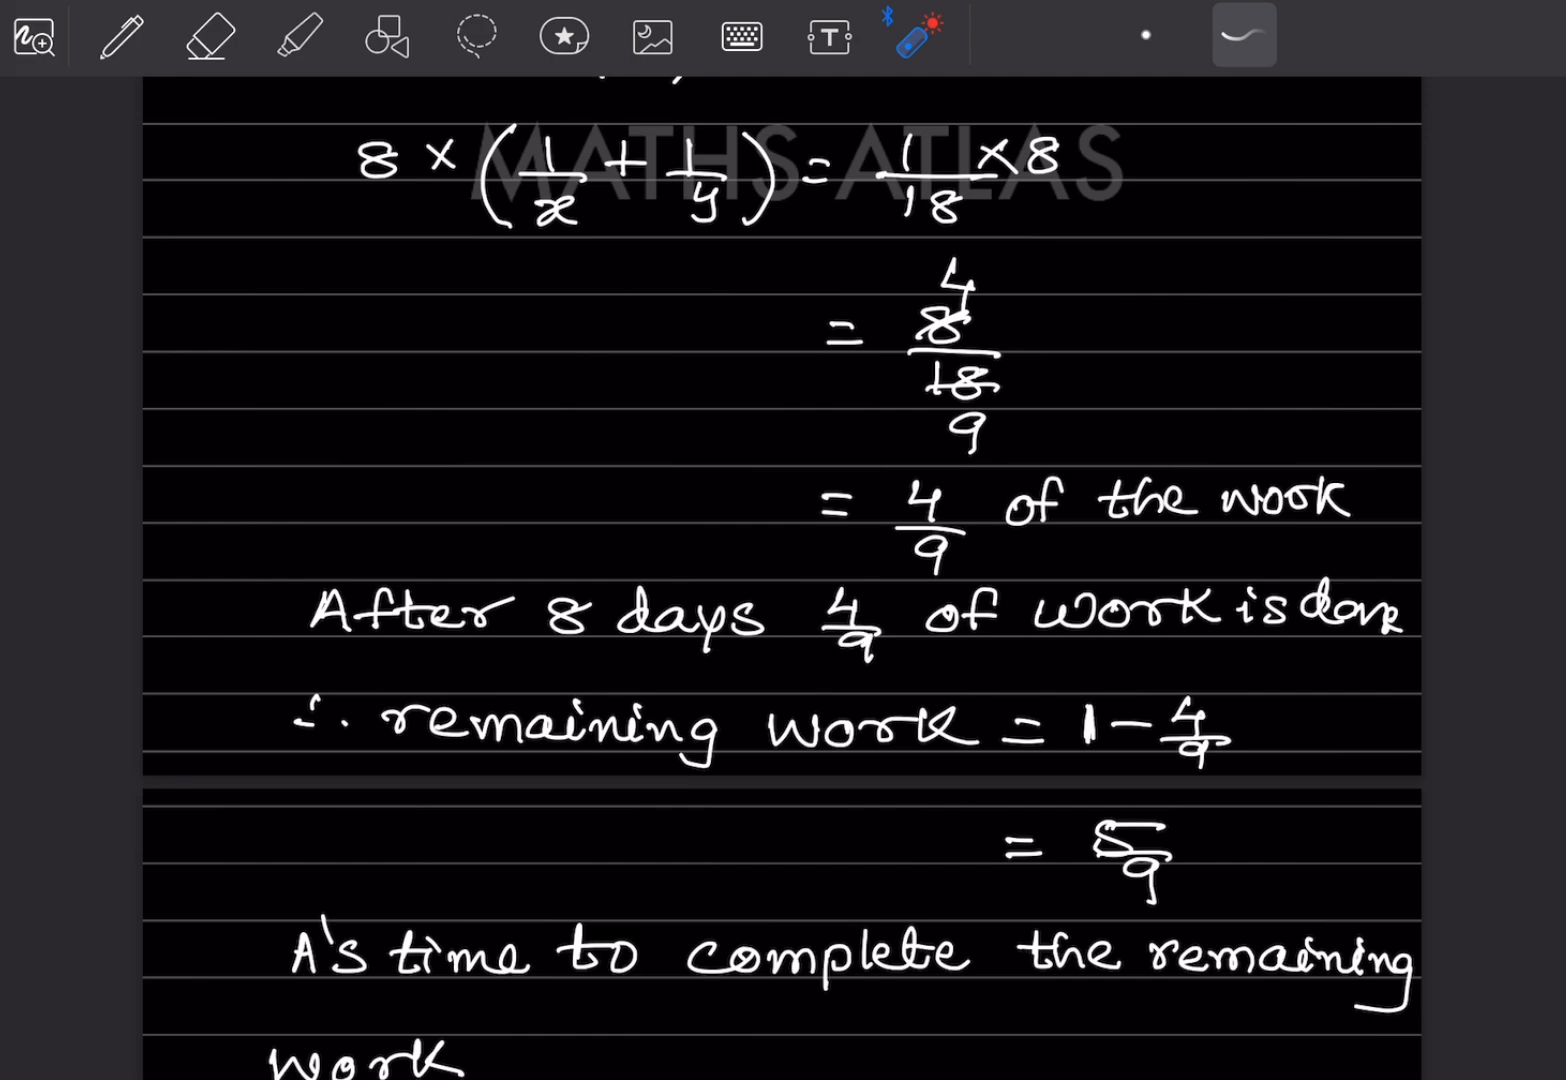 MATHS ATLAS
8 × (1/x + 1/y) = 1/18 × 8
= 8/18
4
9
= 4/9 of the work
After 8 days 4/9 of work is done
∴ remaining work = 1 - 4/9
= 5/9
A's time to complete the remaining
work